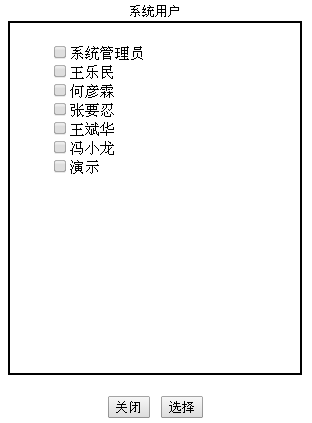 系统用户
系统管理员
王乐民
何彦霖
张要忍
王斌华
冯小龙
演示
关闭 选择